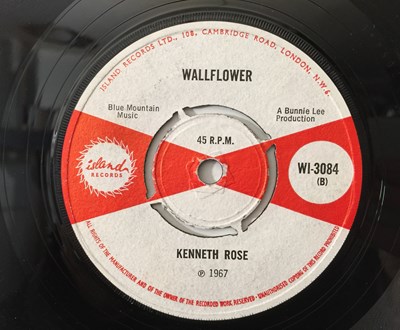 ISLAND RECORDS LTD., 108, CAMBRIDGE ROAD, LONDON, N.W.6
WALLFLOWER
Blue Mountain
Music
A Bunnie Lee
Production
45 R.P.M.
island
RECORDS
WI-3084
(B)
KENNETH ROSE
℗ 1967
ALL RIGHTS OF THE MANUFACTURER AND OF THE OWNER OF THE RECORDED WORK RESERVED - UNAUTHORISED COPYING OF THIS RECORD PROHIBITED